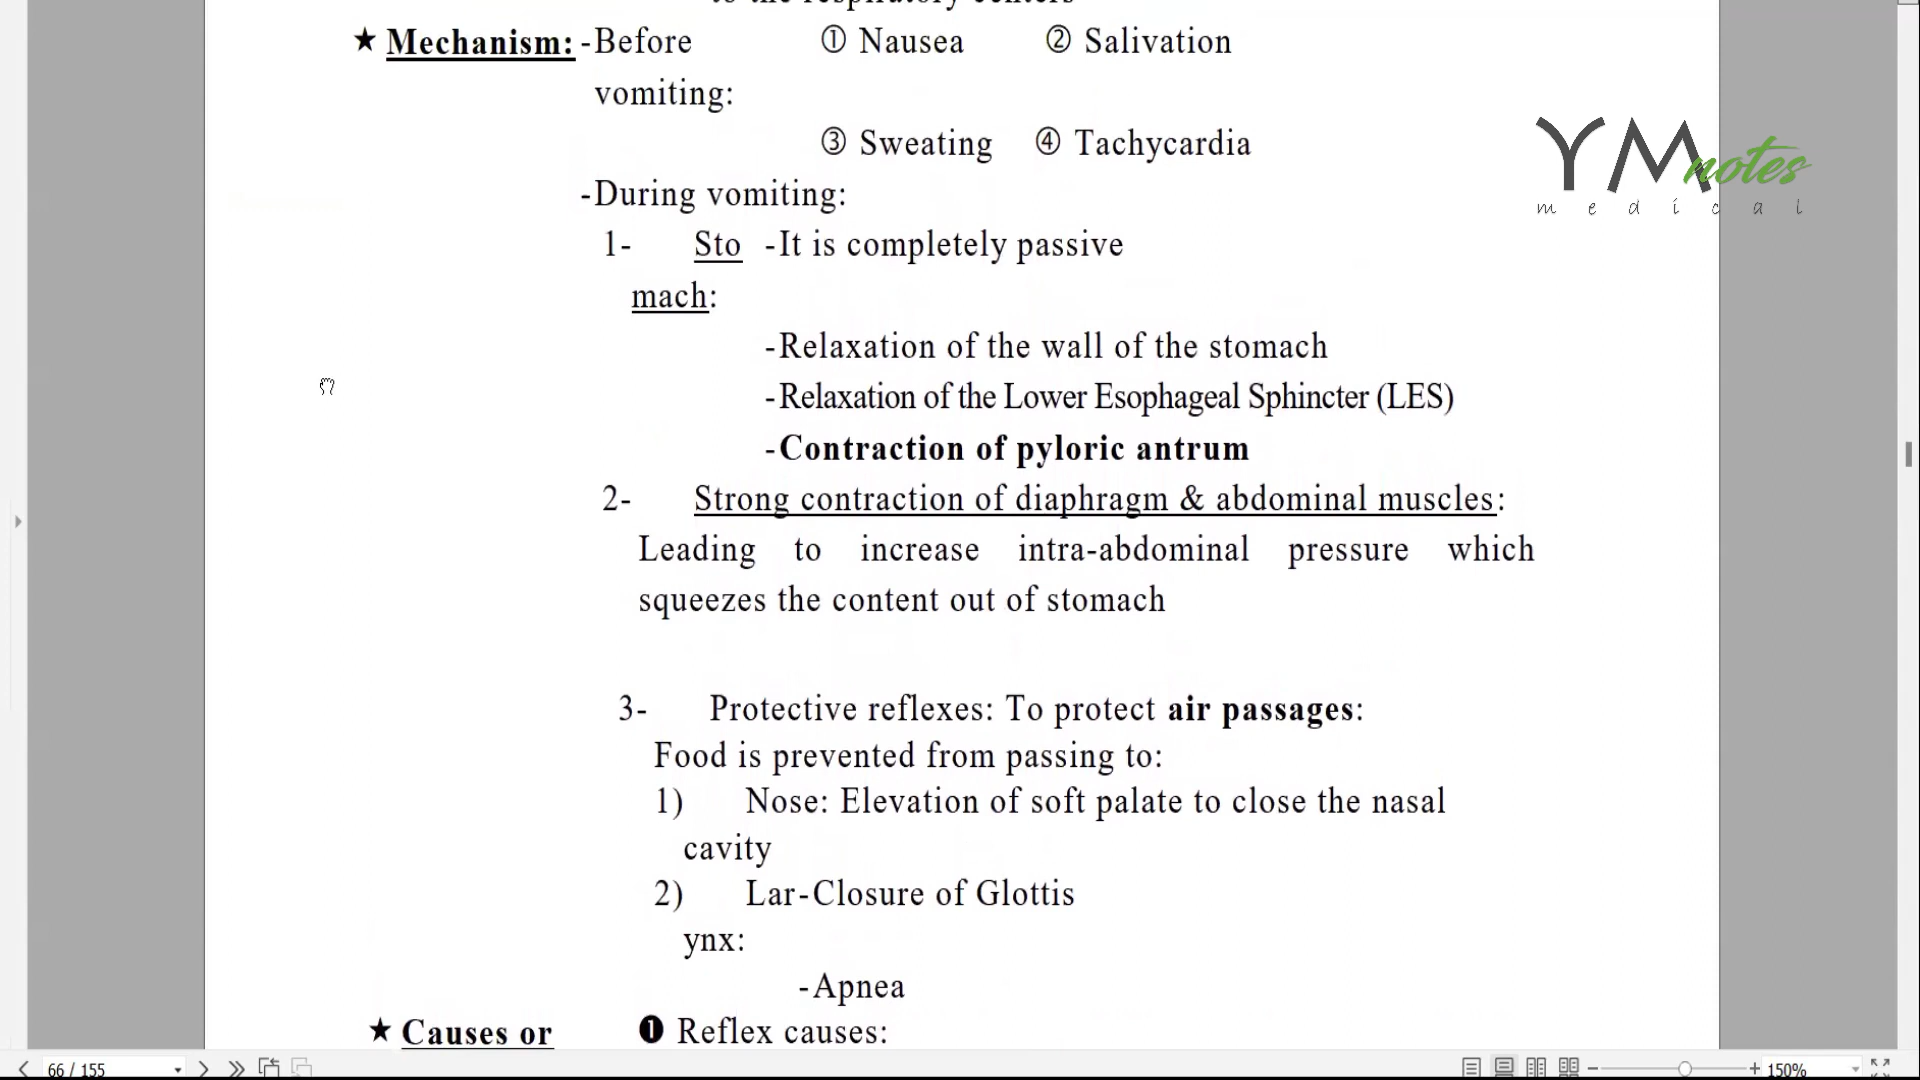 to the respiratory centers
★ Mechanism: -Before ① Nausea ② Salivation
vomiting:
③ Sweating ④ Tachycardia
-During vomiting:
1- Sto -It is completely passive
mach:
-Relaxation of the wall of the stomach
-Relaxation of the Lower Esophageal Sphincter (LES)
-Contraction of pyloric antrum
2- Strong contraction of diaphragm & abdominal muscles:
Leading to increase intra-abdominal pressure which
squeezes the content out of stomach
3- Protective reflexes: To protect air passages:
Food is prevented from passing to:
1) Nose: Elevation of soft palate to close the nasal
cavity
2) Lar-Closure of Glottis
ynx:
-Apnea
★ Causes or ❶ Reflex causes:
YM notes
medical
66 / 155
150%